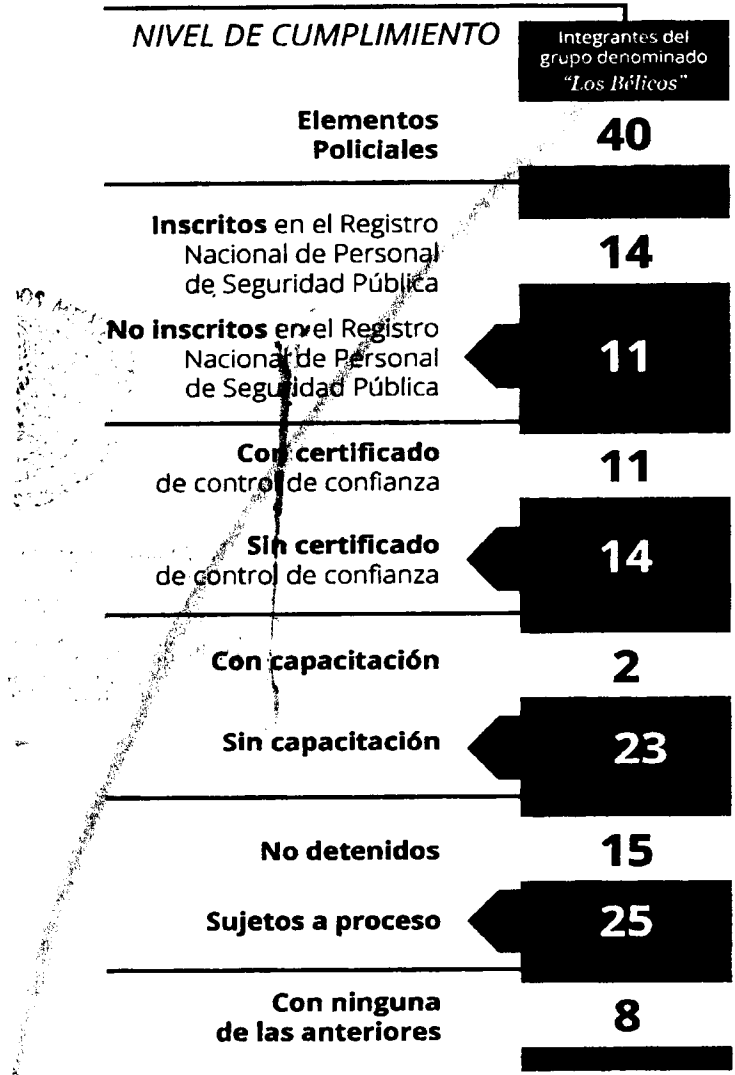 NIVEL DE CUMPLIMIENTO
Integrantes del
grupo denominado
“Los Bélicos”
Elementos
Policiales
40
Inscritos en el Registro
Nacional de Personal
de Seguridad Pública
14
No inscritos en el Registro
Nacional de Personal
de Seguridad Pública
11
Con certificado
de control de confianza
11
Sin certificado
de control de confianza
14
Con capacitación
2
Sin capacitación
23
No detenidos
15
Sujetos a proceso
25
Con ninguna
de las anteriores
8